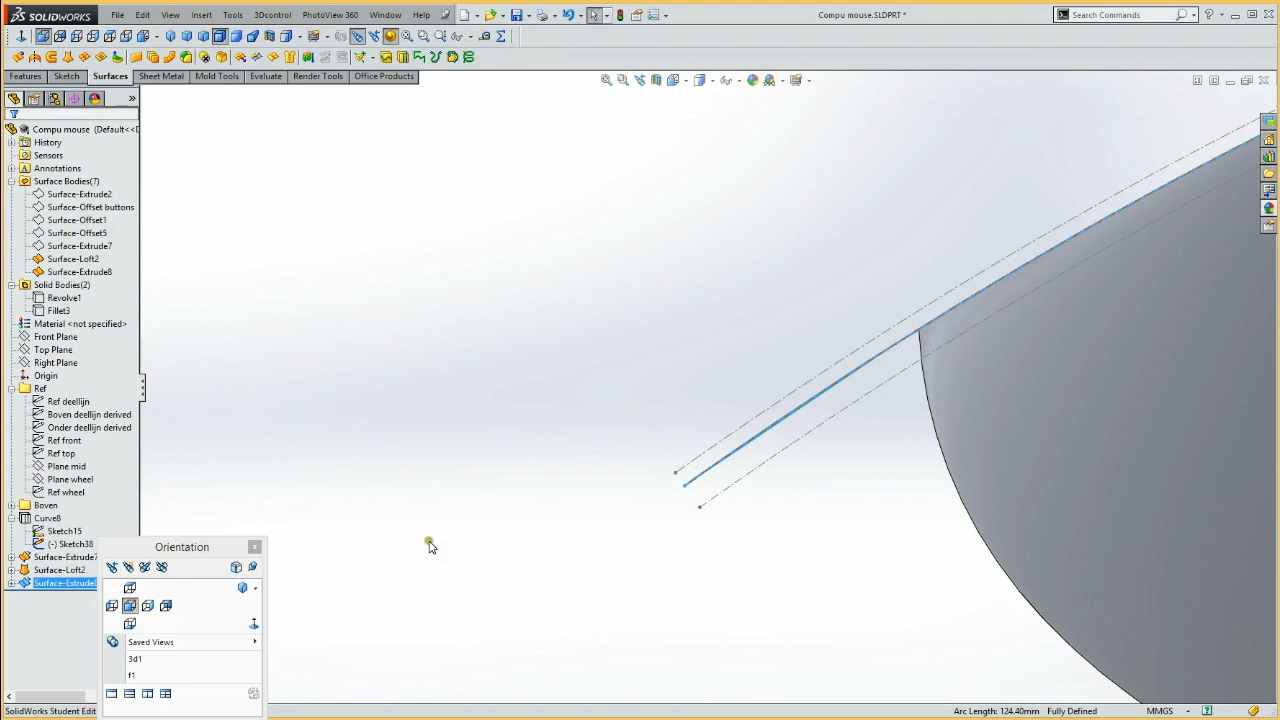 SOLIDWORKS File Edit View Insert Tools 3Dcontrol PhotoView 360 Window Help Compu mouse.SLDPRT * Search Commands
Features Sketch Surfaces Sheet Metal Mold Tools Evaluate Render Tools Office Products
Compu mouse (Default<<D
History
Sensors
Annotations
Surface Bodies(7)
Surface-Extrude2
Surface-Offset buttons
Surface-Offset1
Surface-Offset5
Surface-Extrude7
Surface-Loft2
Surface-Extrude8
Solid Bodies(2)
Revolve1
Fillet3
Material <not specified>
Front Plane
Top Plane
Right Plane
Origin
Ref
Ref deellijn
Boven deellijn derived
Onder deellijn derived
Ref front
Ref top
Plane mid
Plane wheel
Ref wheel
Boven
Curve8
Sketch15
(-) Sketch38
Surface-Extrude7
Surface-Loft2
Surface-Extrude8
Orientation
Saved Views
3d1
f1
SolidWorks Student Edit
Arc Length: 124.40mm Fully Defined MMGS